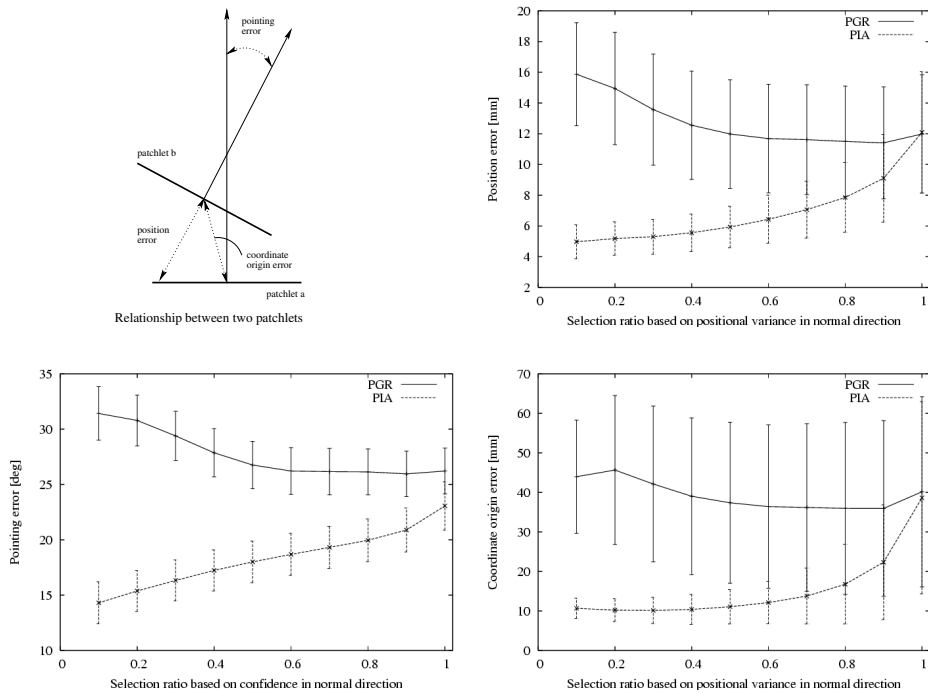 pointing
error
patchlet b
position
error
coordinate
origin error
patchlet a
Relationship between two patchlets
Position error [mm]
20
18
16
14
12
10
8
6
4
2
0
0.2
0.4
0.6
0.8
1
PGR
PIA
Selection ratio based on positional variance in normal direction
Pointing error [deg]
35
30
25
20
15
10
0
0.2
0.4
0.6
0.8
1
PGR
PIA
Selection ratio based on confidence in normal direction
Coordinate origin error [mm]
70
60
50
40
30
20
10
0
0
0.2
0.4
0.6
0.8
1
PGR
PIA
Selection ratio based on positional variance in normal direction